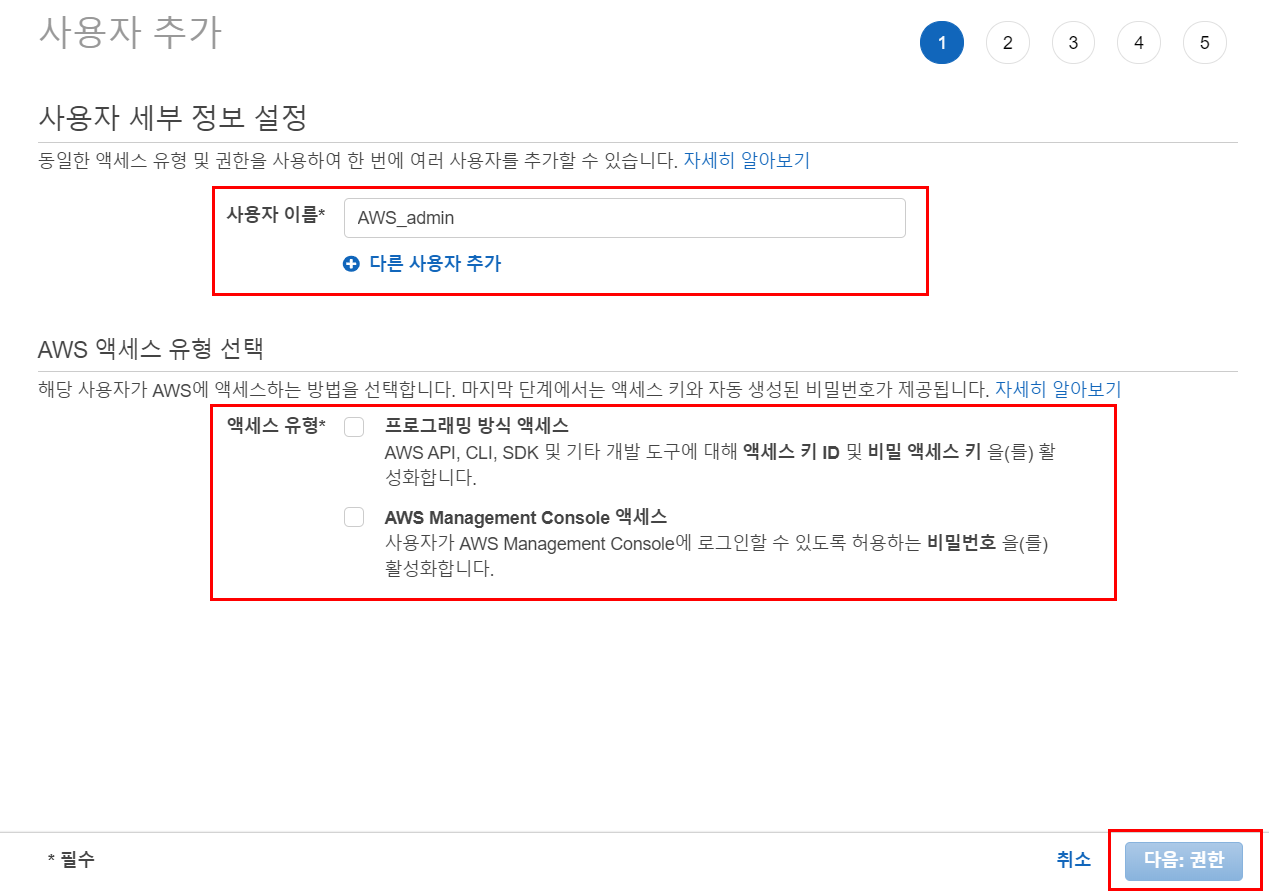 사용자 추가
1 2 3 4 5
사용자 세부 정보 설정
동일한 액세스 유형 및 권한을 사용하여 한 번에 여러 사용자를 추가할 수 있습니다. 자세히 알아보기
사용자 이름* AWS_admin
다른 사용자 추가
AWS 액세스 유형 선택
해당 사용자가 AWS에 액세스하는 방법을 선택합니다. 마지막 단계에서는 액세스 키와 자동 생성된 비밀번호가 제공됩니다. 자세히 알아보기
액세스 유형* 프로그래밍 방식 액세스
AWS API, CLI, SDK 및 기타 개발 도구에 대해 액세스 키 ID 및 비밀 액세스 키 을(를) 활
성화합니다.
AWS Management Console 액세스
사용자가 AWS Management Console에 로그인할 수 있도록 허용하는 비밀번호 을(를)
활성화합니다.
* 필수 취소 다음: 권한